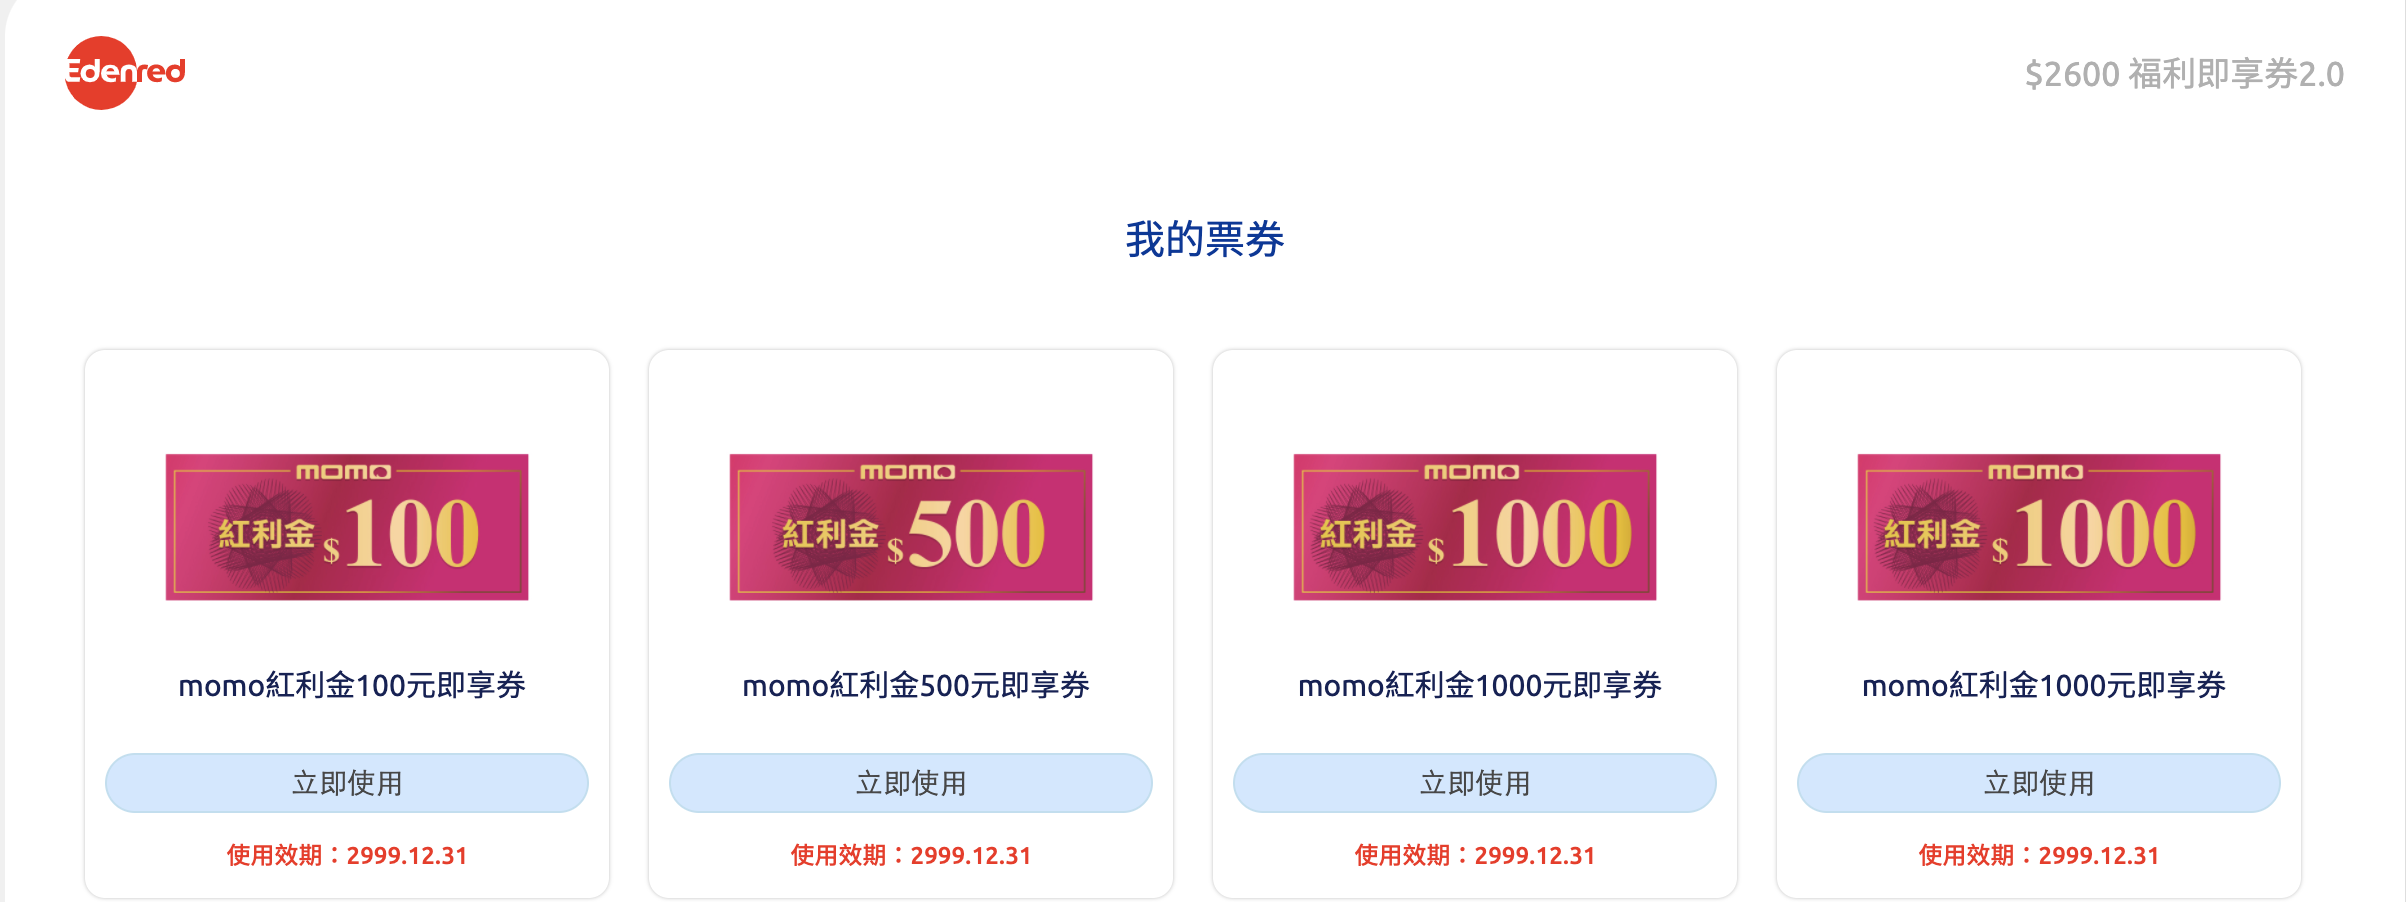 Edenred
$2600 福利即享券2.0
我的票券
momo
紅利金 $100
momo紅利金100元即享券
立即使用
使用效期：2999.12.31
momo
紅利金 $500
momo紅利金500元即享券
立即使用
使用效期：2999.12.31
momo
紅利金 $1000
momo紅利金1000元即享券
立即使用
使用效期：2999.12.31
momo
紅利金 $1000
momo紅利金1000元即享券
立即使用
使用效期：2999.12.31